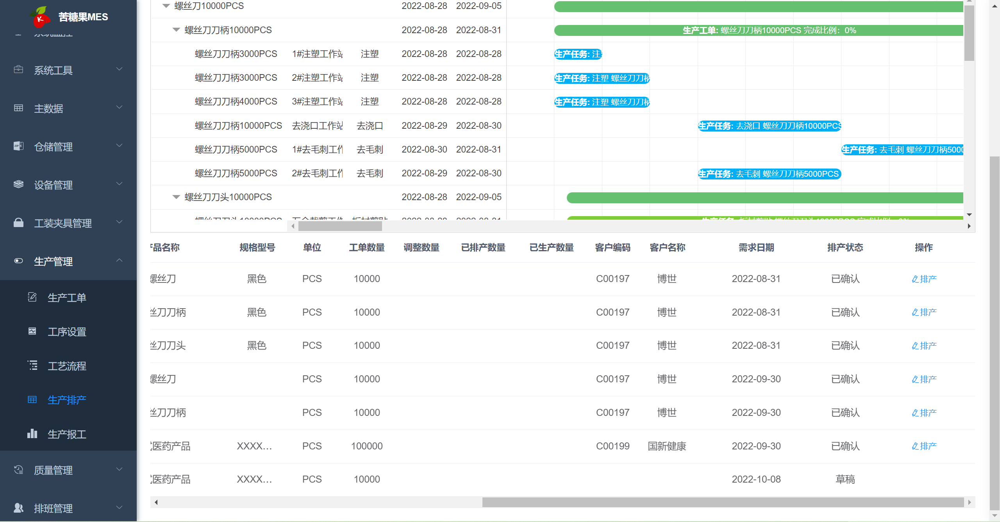 苦糖果MES
系统监控
系统工具
主数据
仓储管理
设备管理
工装夹具管理
生产管理
生产工单
工序设置
工艺流程
生产排产
生产报工
质量管理
排班管理
螺丝刀10000PCS 2022-08-28 2022-09-05
螺丝刀刀柄10000PCS 2022-08-28 2022-08-31 生产工单: 螺丝刀刀柄10000PCS 完成比例：0%
螺丝刀刀柄3000PCS 1#注塑工作站 注塑 2022-08-28 2022-08-28 生产任务: 注
螺丝刀刀柄3000PCS 2#注塑工作站 注塑 2022-08-28 2022-08-28 生产任务: 注塑 螺丝刀刀柄
螺丝刀刀柄4000PCS 3#注塑工作站 注塑 2022-08-28 2022-08-28 生产任务: 注塑 螺丝刀刀柄
螺丝刀刀柄10000PCS 去浇口工作站 去浇口 2022-08-29 2022-08-30 生产任务: 去浇口 螺丝刀刀柄10000PCS
螺丝刀刀柄5000PCS 1#去毛刺工作 去毛刺 2022-08-30 2022-08-31 生产任务: 去毛刺 螺丝刀刀柄5000
螺丝刀刀柄5000PCS 2#去毛刺工作 去毛刺 2022-08-29 2022-08-30 生产任务: 去毛刺 螺丝刀刀柄5000PCS
螺丝刀刀头10000PCS 2022-08-28 2022-09-05
产品名称 规格型号 单位 工单数量 调整数量 已排产数量 已生产数量 客户编码 客户名称 需求日期 排产状态 操作
螺丝刀 黑色 PCS 10000 C00197 博世 2022-08-31 已确认 排产
丝刀刀柄 黑色 PCS 10000 C00197 博世 2022-08-31 已确认 排产
丝刀刀头 黑色 PCS 10000 C00197 博世 2022-08-31 已确认 排产
螺丝刀 PCS 10000 C00197 博世 2022-09-30 已确认 排产
丝刀刀柄 PCS 10000 C00197 博世 2022-09-30 已确认 排产
医药产品 XXXX... PCS 100000 C00199 国新健康 2022-09-30 已确认 排产
医药产品 XXXX... PCS 10000 2022-10-08 草稿